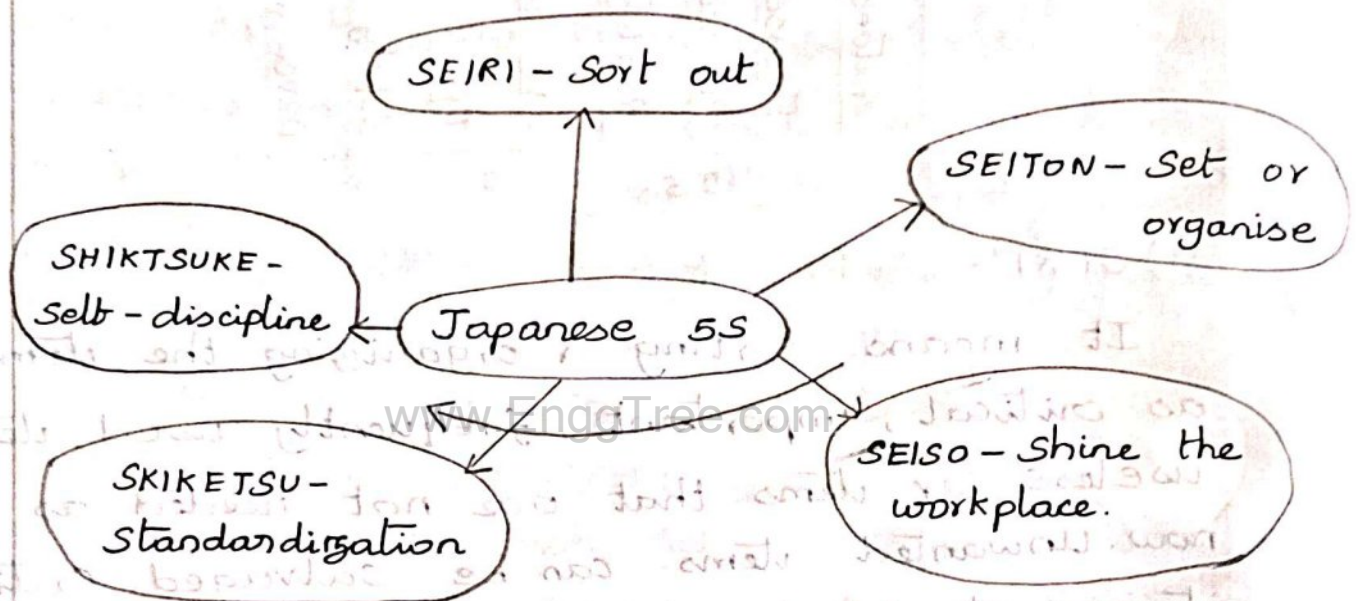 SEIRI - Sort out
SEITON - Set or
organise
SHIKTSUKE -
Self - discipline
Japanese 5S
www.EnggTree.com
SKIKETSU -
Standardization
SEISO - Shine the
workplace.